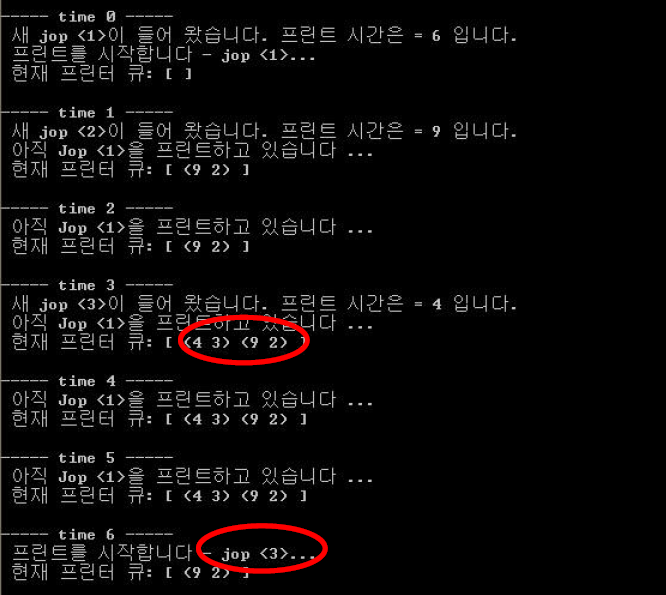 ----- time 0 -----
새 jop <1>이 들어 왔습니다. 프린트 시간은 = 6 입니다.
프린트를 시작합니다 - jop <1>...
현재 프린터 큐: [ ]
----- time 1 -----
새 jop <2>이 들어 왔습니다. 프린트 시간은 = 9 입니다.
아직 Jop <1>을 프린트하고 있습니다 ...
현재 프린터 큐: [ <9 2> ]
----- time 2 -----
아직 Jop <1>을 프린트하고 있습니다 ...
현재 프린터 큐: [ <9 2> ]
----- time 3 -----
새 jop <3>이 들어 왔습니다. 프린트 시간은 = 4 입니다.
아직 Jop <1>을 프린트하고 있습니다 ...
현재 프린터 큐: [ <4 3> <9 2> ]
----- time 4 -----
아직 Jop <1>을 프린트하고 있습니다 ...
현재 프린터 큐: [ <4 3> <9 2> ]
----- time 5 -----
아직 Jop <1>을 프린트하고 있습니다 ...
현재 프린터 큐: [ <4 3> <9 2> ]
----- time 6 -----
프린트를 시작합니다 - jop <3>...
현재 프린터 큐: [ <9 2> ]